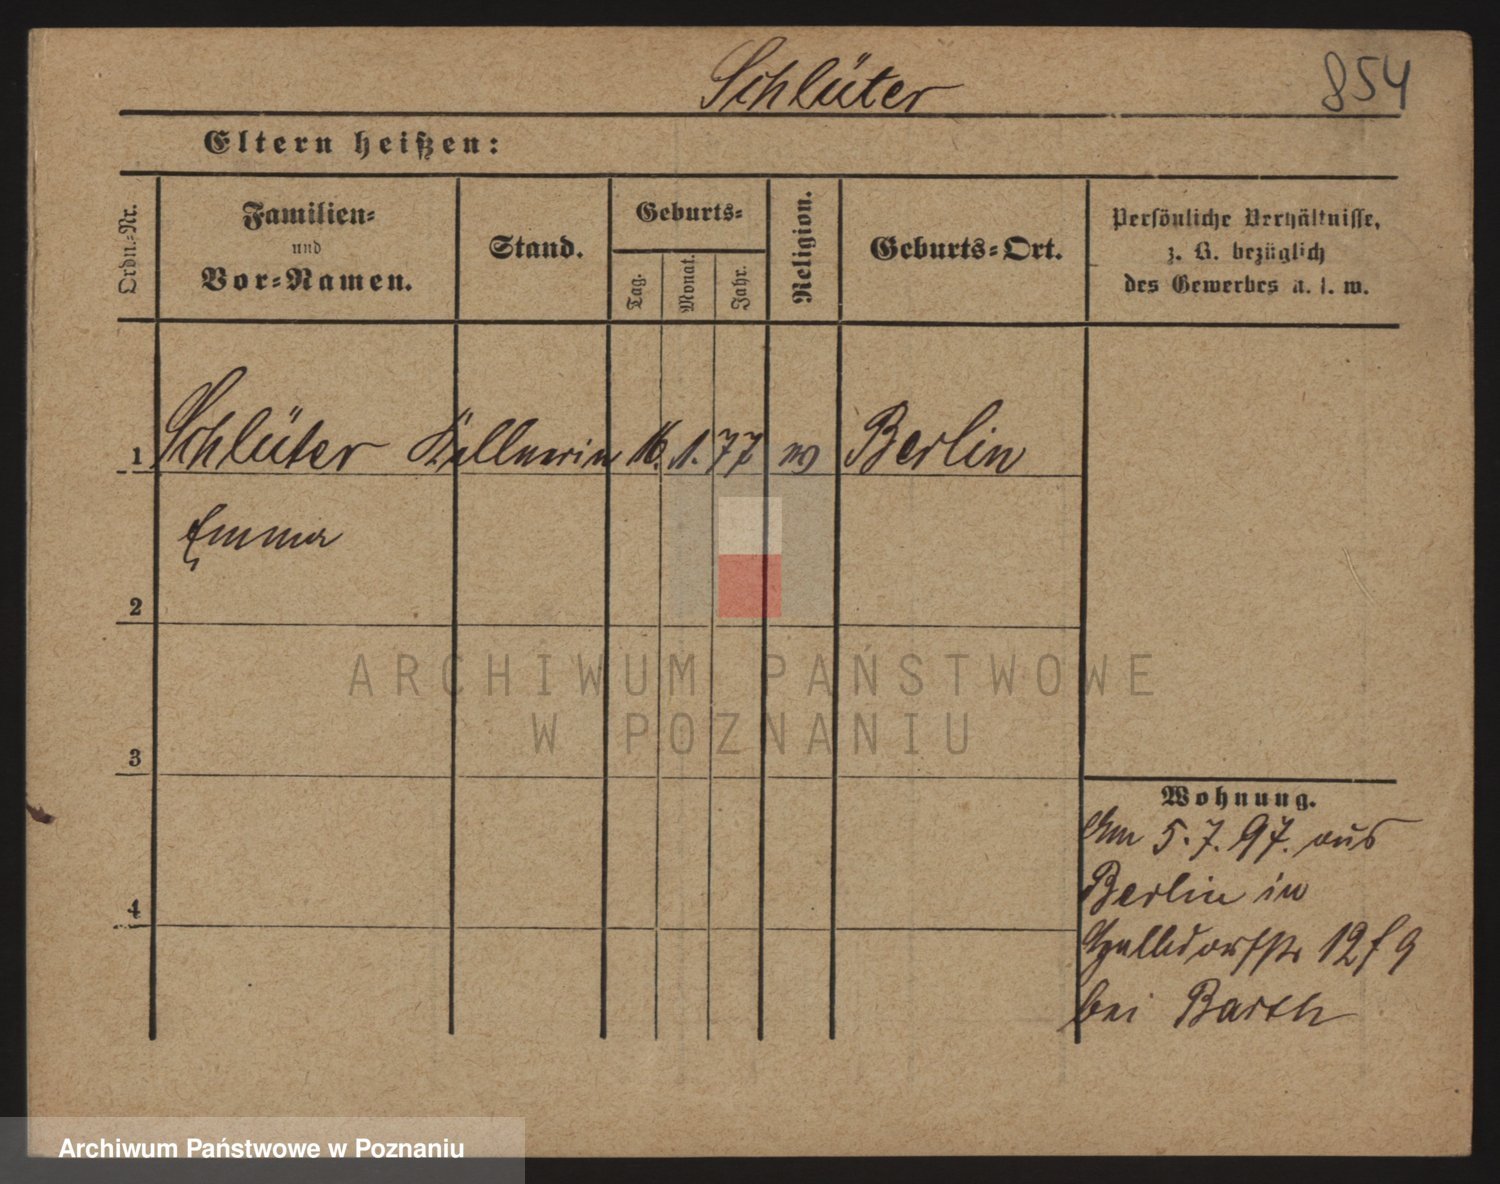 Schlüter
854
Eltern heißen:
Ordn.-Nr.
Familien-
und
Vor-Namen.
Stand.
Geburts-
Tag.
Monat.
Jahr.
Religion.
Geburts-Ort.
Persönliche Verhältnisse,
z. B. bezüglich
des Gewerbes u. s. w.
1 Schlüter Kellnerin 16. 1. 77 Berlin
Emma
2
3
4
Wohnung.
Am 5. 7. 97. aus
Berlin in
12
bei Barth
ARCHIWUM PAŃSTWOWE
W POZNANIU
Archiwum Państwowe w Poznaniu